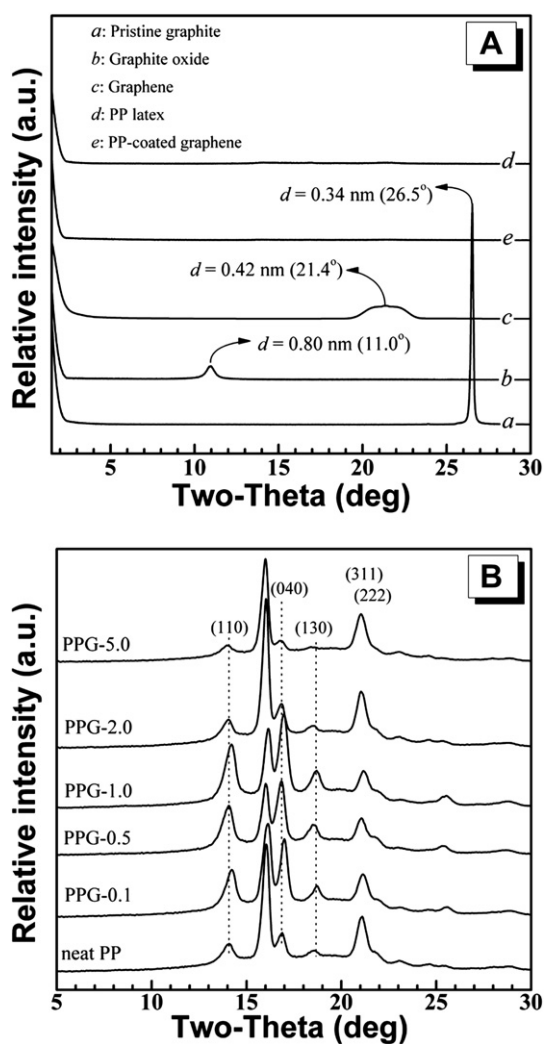 A
a: Pristine graphite
b: Graphite oxide
c: Graphene
d: PP latex
e: PP-coated graphene
d
d = 0.34 nm (26.5°)
e
d = 0.42 nm (21.4°)
c
d = 0.80 nm (11.0°)
b
a
Relative intensity (a.u.)
5 10 15 20 25 30
Two-Theta (deg)
B
(311)
(040)
(222)
(110)
(130)
PPG-5.0
PPG-2.0
PPG-1.0
PPG-0.5
PPG-0.1
neat PP
Relative intensity (a.u.)
5 10 15 20 25 30
Two-Theta (deg)